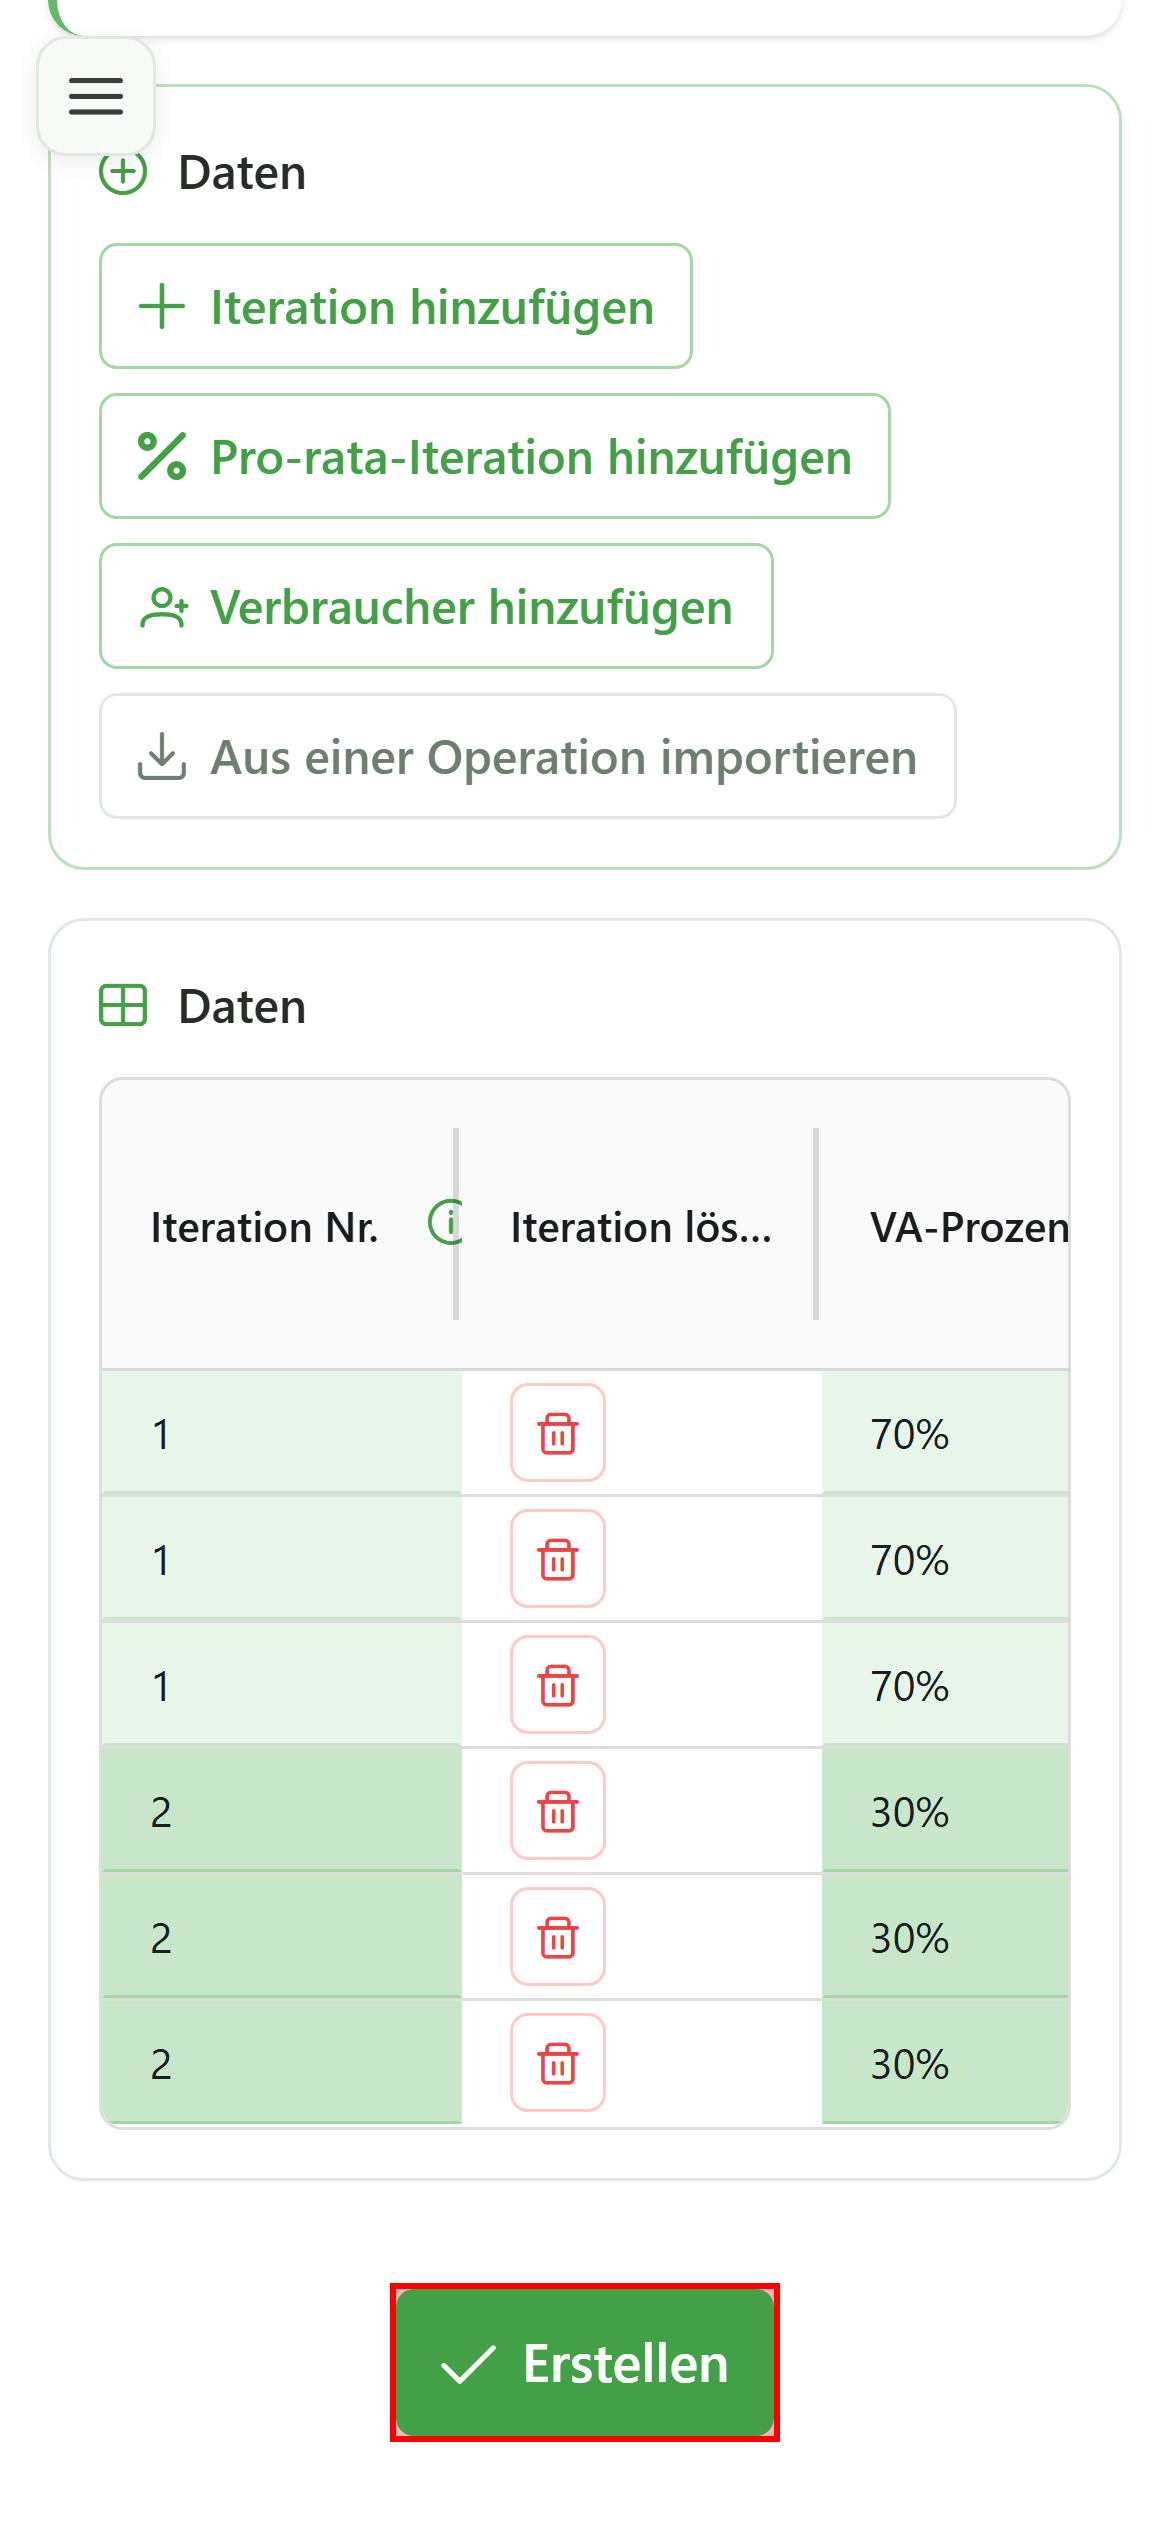 Daten
Iteration hinzufügen
Pro-rata-Iteration hinzufügen
Verbraucher hinzufügen
Aus einer Operation importieren
Daten
Iteration Nr. Iteration lös... VA-Prozen
1 70%
1 70%
1 70%
2 30%
2 30%
2 30%
Erstellen